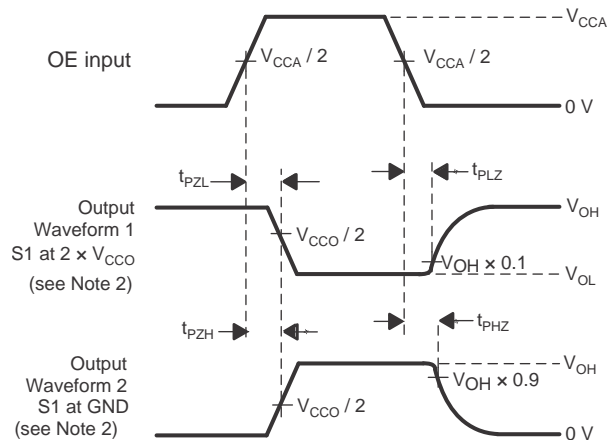 V_CCA
OE input
V_CCA / 2
V_CCA / 2
0 V
t_PZL
t_PLZ
Output
Waveform 1
S1 at 2 × V_CCO
(see Note 2)
V_OH
V_CCO / 2
V_OH × 0.1
V_OL
t_PZH
t_PHZ
Output
Waveform 2
S1 at GND
(see Note 2)
V_OH
V_OH × 0.9
V_CCO / 2
0 V